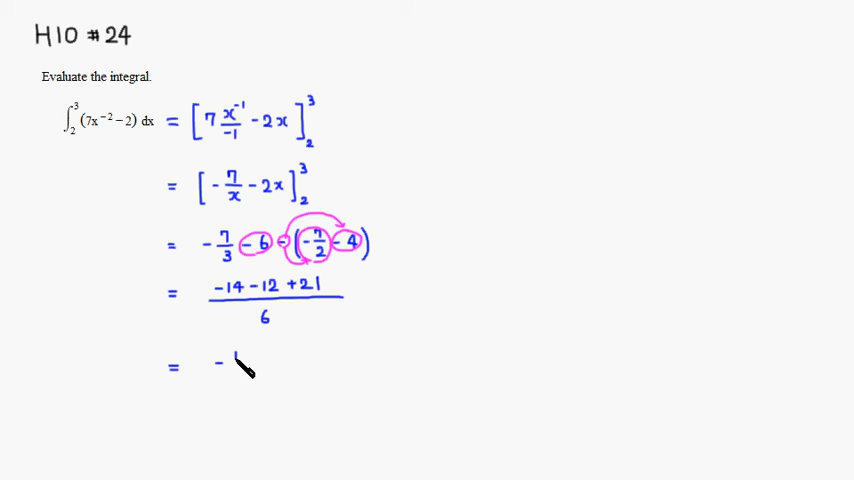 H10 #24
Evaluate the integral.
∫₂³ (7x⁻² − 2) dx = [7 x⁻¹/−1 − 2x]₂³
= [− 7/x − 2x]₂³
= − 7/3 − 6 − (− 7/2 − 4)
= −14 − 12 + 21 / 6
= −